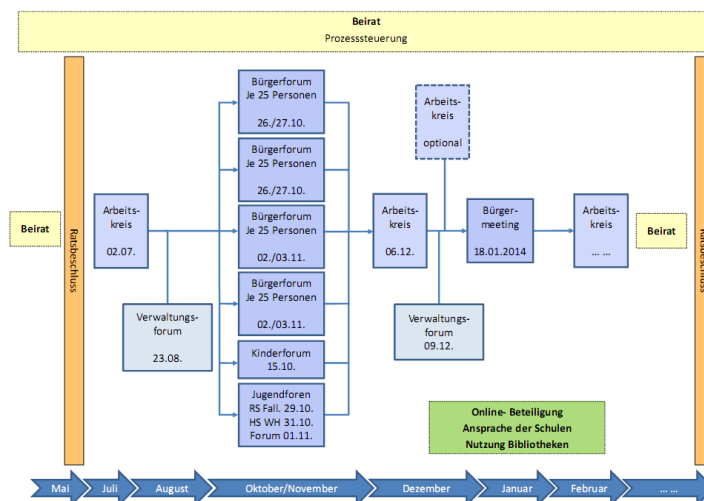 Beirat
Prozesssteuerung
Beirat
Ratsbeschluss
Arbeits-
kreis
02.07.
Verwaltungs-
forum
23.08.
Bürgerforum
Je 25 Personen
26./27.10.
Bürgerforum
Je 25 Personen
26./27.10.
Bürgerforum
Je 25 Personen
02./03.11.
Bürgerforum
Je 25 Personen
02./03.11.
Kinderforum
15.10.
Jugendforen
RS Fall. 29.10.
HS WH 31.10.
Forum 01.11.
Arbeits-
kreis
06.12.
Arbeits-
kreis
optional
Verwaltungs-
forum
09.12.
Bürger-
meeting
18.01.2014
Arbeits-
kreis
... ...
Beirat
Ratsbeschluss
Online- Beteiligung
Ansprache der Schulen
Nutzung Bibliotheken
Mai
Juli
August
Oktober/November
Dezember
Januar
Februar
... ...